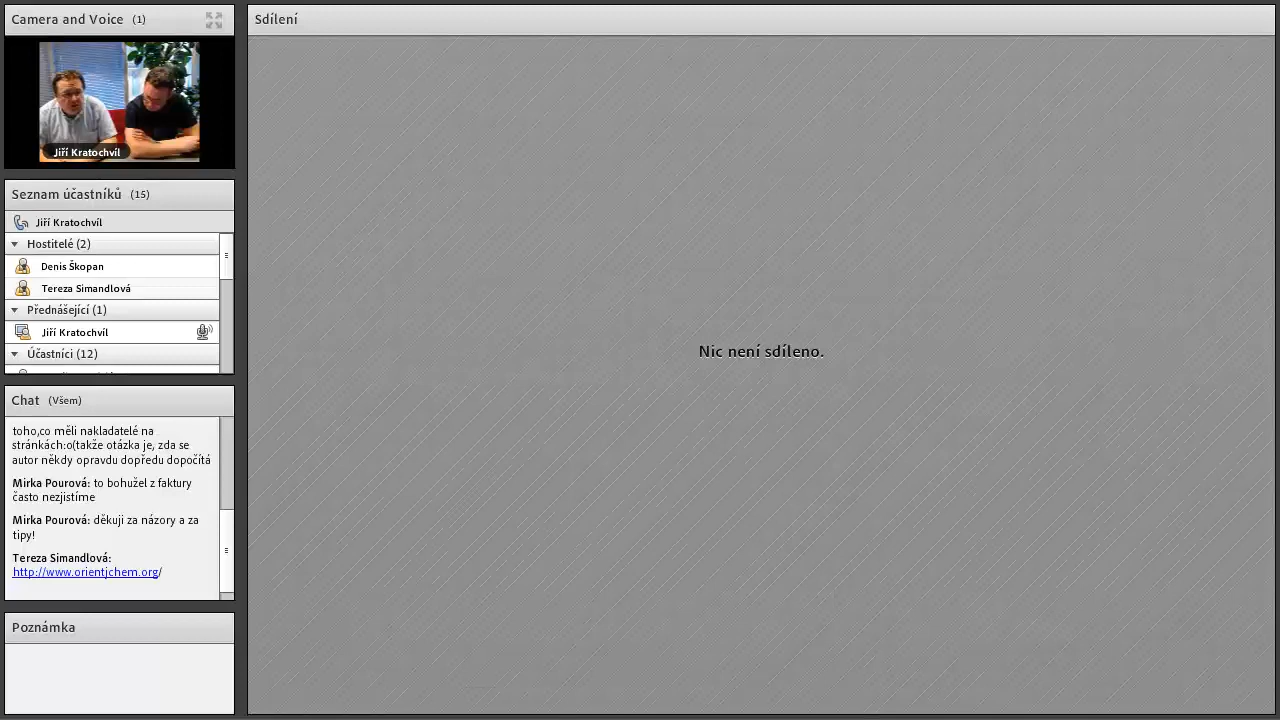 Camera and Voice (1)
Jiří Kratochvíl
Seznam účastníků (15)
Jiří Kratochvíl
Hostitelé (2)
Denis Škopan
Tereza Simandlová
Přednášející (1)
Jiří Kratochvíl
Účastníci (12)
Chat (Všem)
toho,co měli nakladatelé na
stránkách:o(takže otázka je, zda se
autor někdy opravdu dopředu dopočítá
Mirka Pourová: to bohužel z faktury
často nezjistíme
Mirka Pourová: děkuji za názory a za
tipy!
Tereza Simandlová:
http://www.orientjchem.org/
Poznámka
Sdílení
Nic není sdíleno.